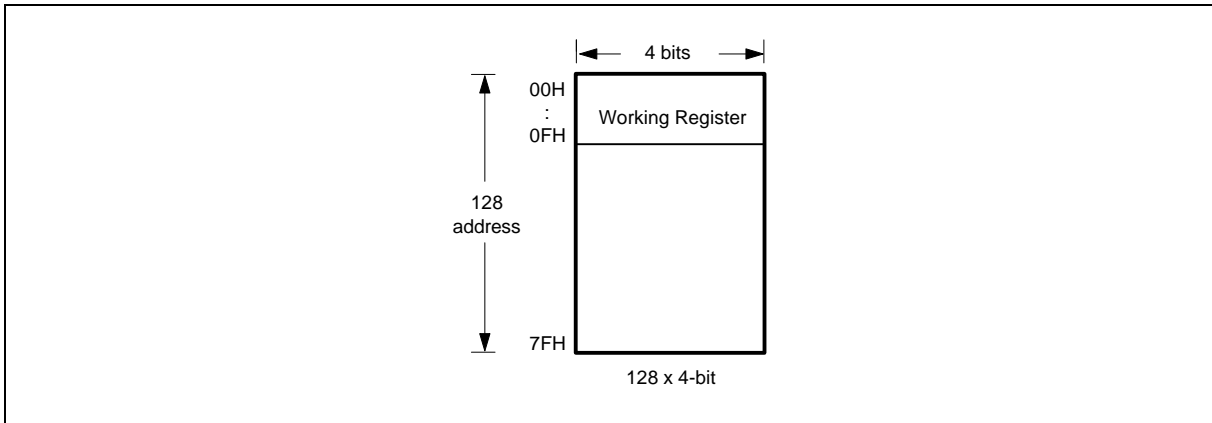 4 bits
00H
:
0FH
Working Register
128
address
7FH
128 x 4-bit